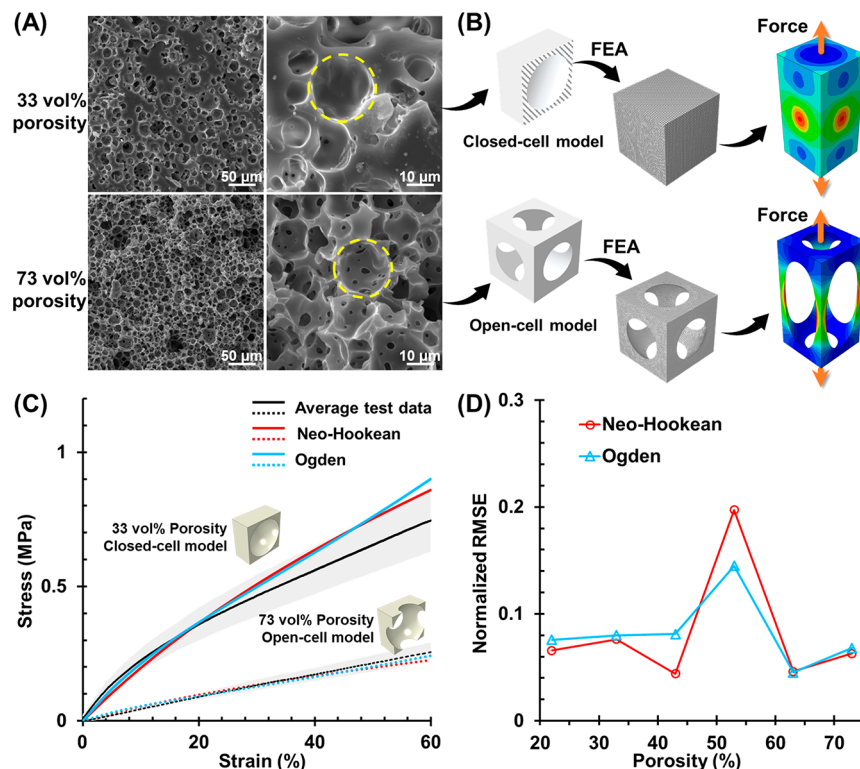 (A)
33 vol%
porosity
50 µm
10 µm
73 vol%
porosity
50 µm
10 µm
(B)
FEA
Closed-cell model
Force
FEA
Open-cell model
Force
(C)
Average test data
Neo-Hookean
Ogden
33 vol% Porosity
Closed-cell model
73 vol% Porosity
Open-cell model
Stress (MPa)
1
0.5
0
0
20
40
60
Strain (%)
(D)
Neo-Hookean
Ogden
Normalized RMSE
0.3
0.2
0.1
0
20
30
40
50
60
70
Porosity (%)